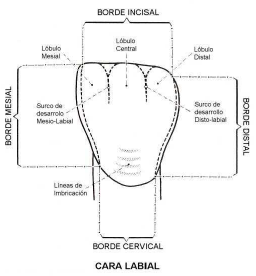 BORDE INCISAL
Lóbulo
Mesial
Lóbulo
Central
Lóbulo
Distal
BORDE MESIAL
BORDE DISTAL
Surco de
desarrollo
Mesio-Labial
Surco de
desarrollo
Disto-labial
Líneas de
Imbricación
BORDE CERVICAL
CARA LABIAL